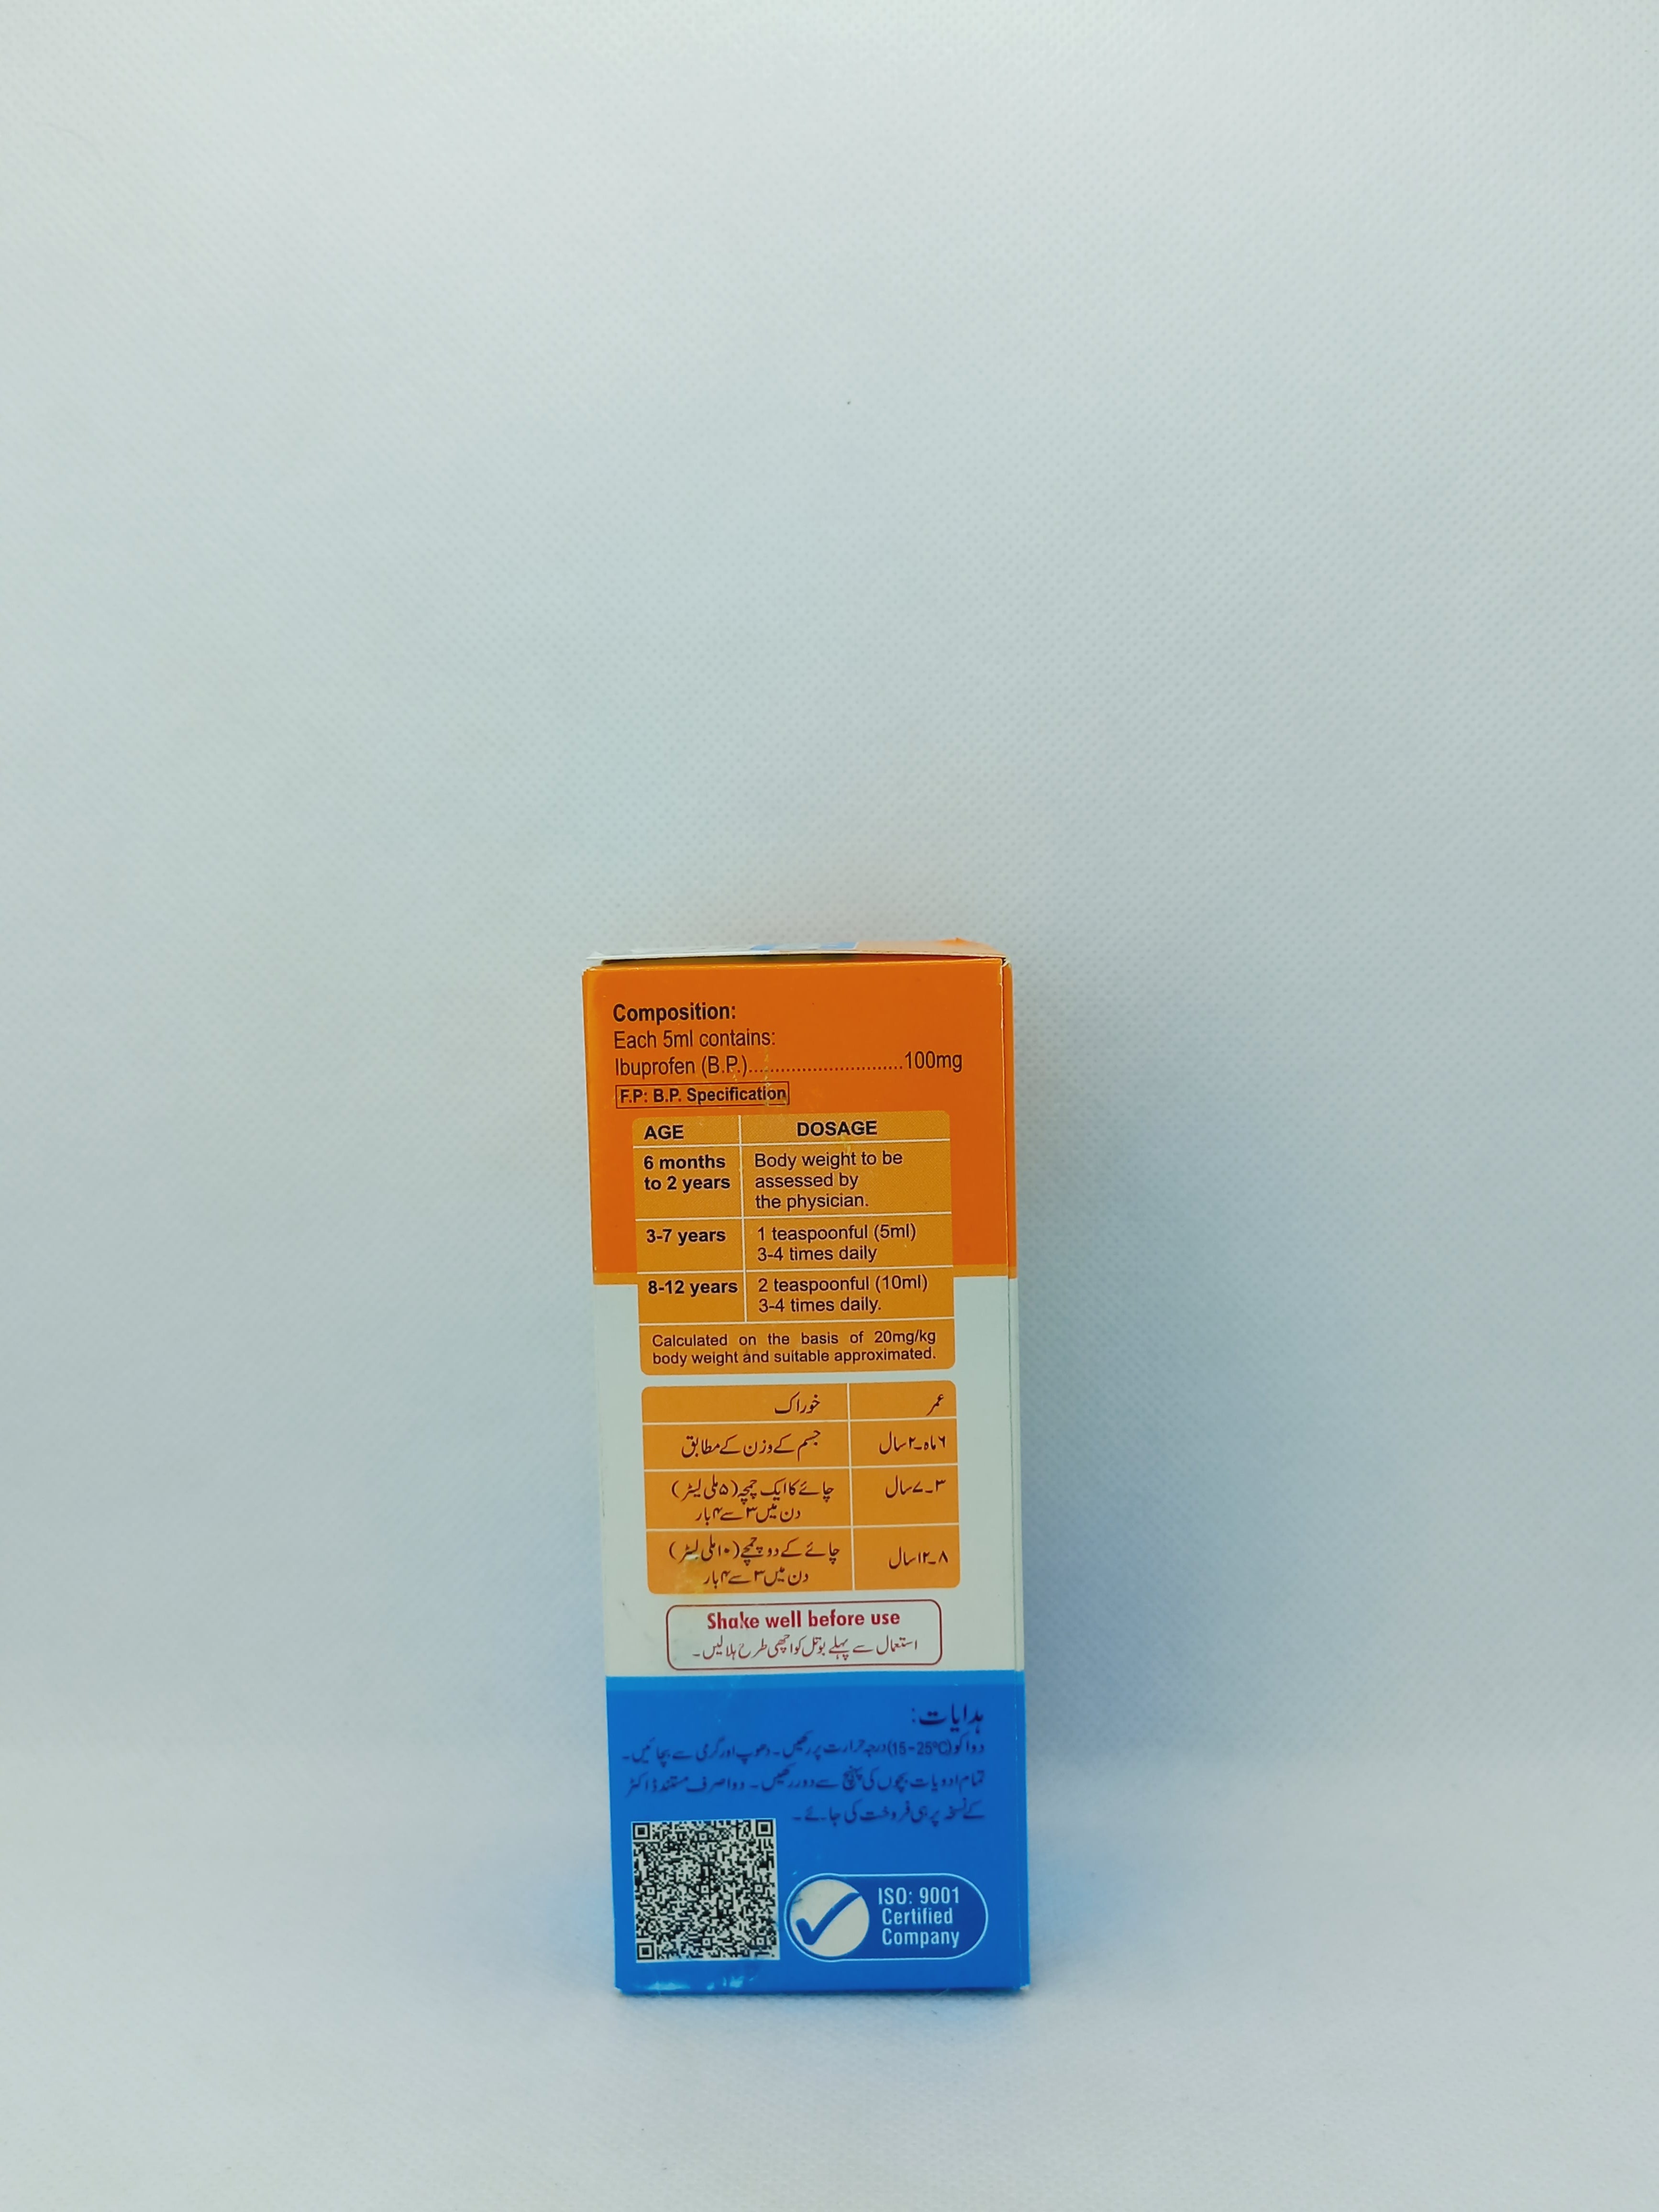 Composition:
Each 5ml contains:
Ibuprofen (B.P.)..............................100mg
F.P: B.P. Specification
AGE DOSAGE
6 months Body weight to be
to 2 years assessed by
the physician.
3-7 years 1 teaspoonful (5ml)
3-4 times daily
8-12 years 2 teaspoonful (10ml)
3-4 times daily.
Calculated on the basis of 20mg/kg
body weight and suitable approximated.
عمر خوراک
۶ ماہ۔۲ سال جسم کے وزن کے مطابق
۳۔۷ سال چائے کا ایک چمچہ (۵ ملی لیٹر)
دن میں ۳ سے ۴ بار
۸۔۱۲ سال چائے کے دو چمچے (۱۰ ملی لیٹر)
دن میں ۳ سے ۴ بار
Shake well before use
استعمال سے پہلے بوتل کو اچھی طرح ہلالیں۔
ہدایات:
دوا کو (15-25°C) درجہ حرارت پر رکھیں۔ دھوپ اور گرمی سے بچائیں۔
تمام ادویات بچوں کی پہنچ سے دور رکھیں۔ دوا صرف مستند ڈاکٹر
کے نسخہ پر ہی فروخت کی جائے۔
ISO: 9001
Certified
Company